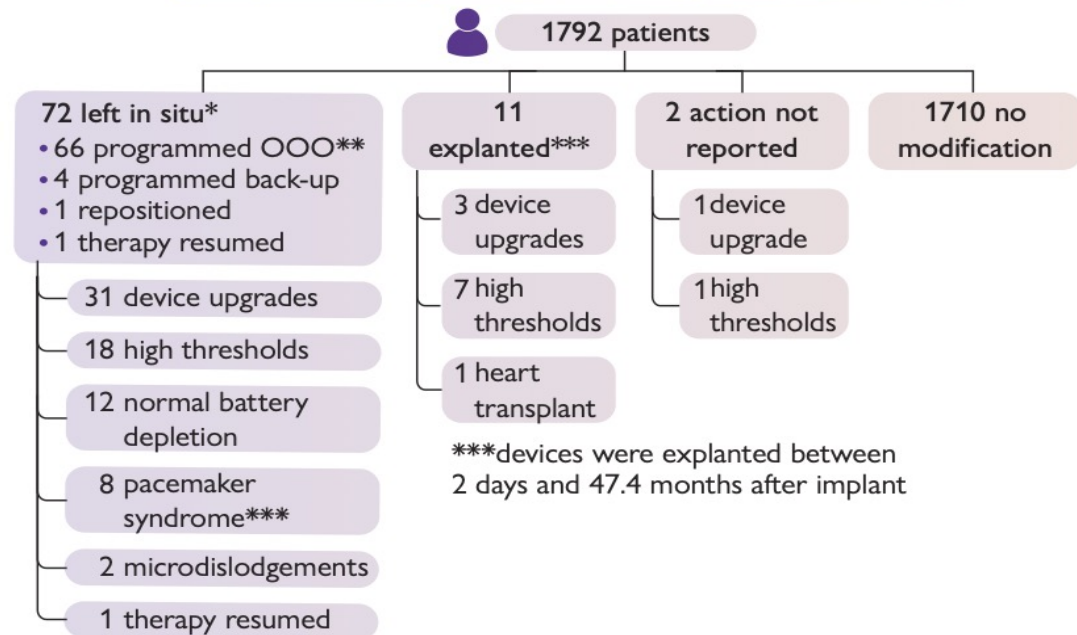 1792 patients
72 left in situ*
• 66 programmed OOO**
• 4 programmed back-up
• 1 repositioned
• 1 therapy resumed
31 device upgrades
18 high thresholds
12 normal battery
depletion
8 pacemaker
syndrome***
2 microdislodgements
1 therapy resumed
11
explanted***
3 device
upgrades
7 high
thresholds
1 heart
transplant
***devices were explanted between
2 days and 47.4 months after implant
2 action not
reported
1 device
upgrade
1 high
thresholds
1710 no
modification